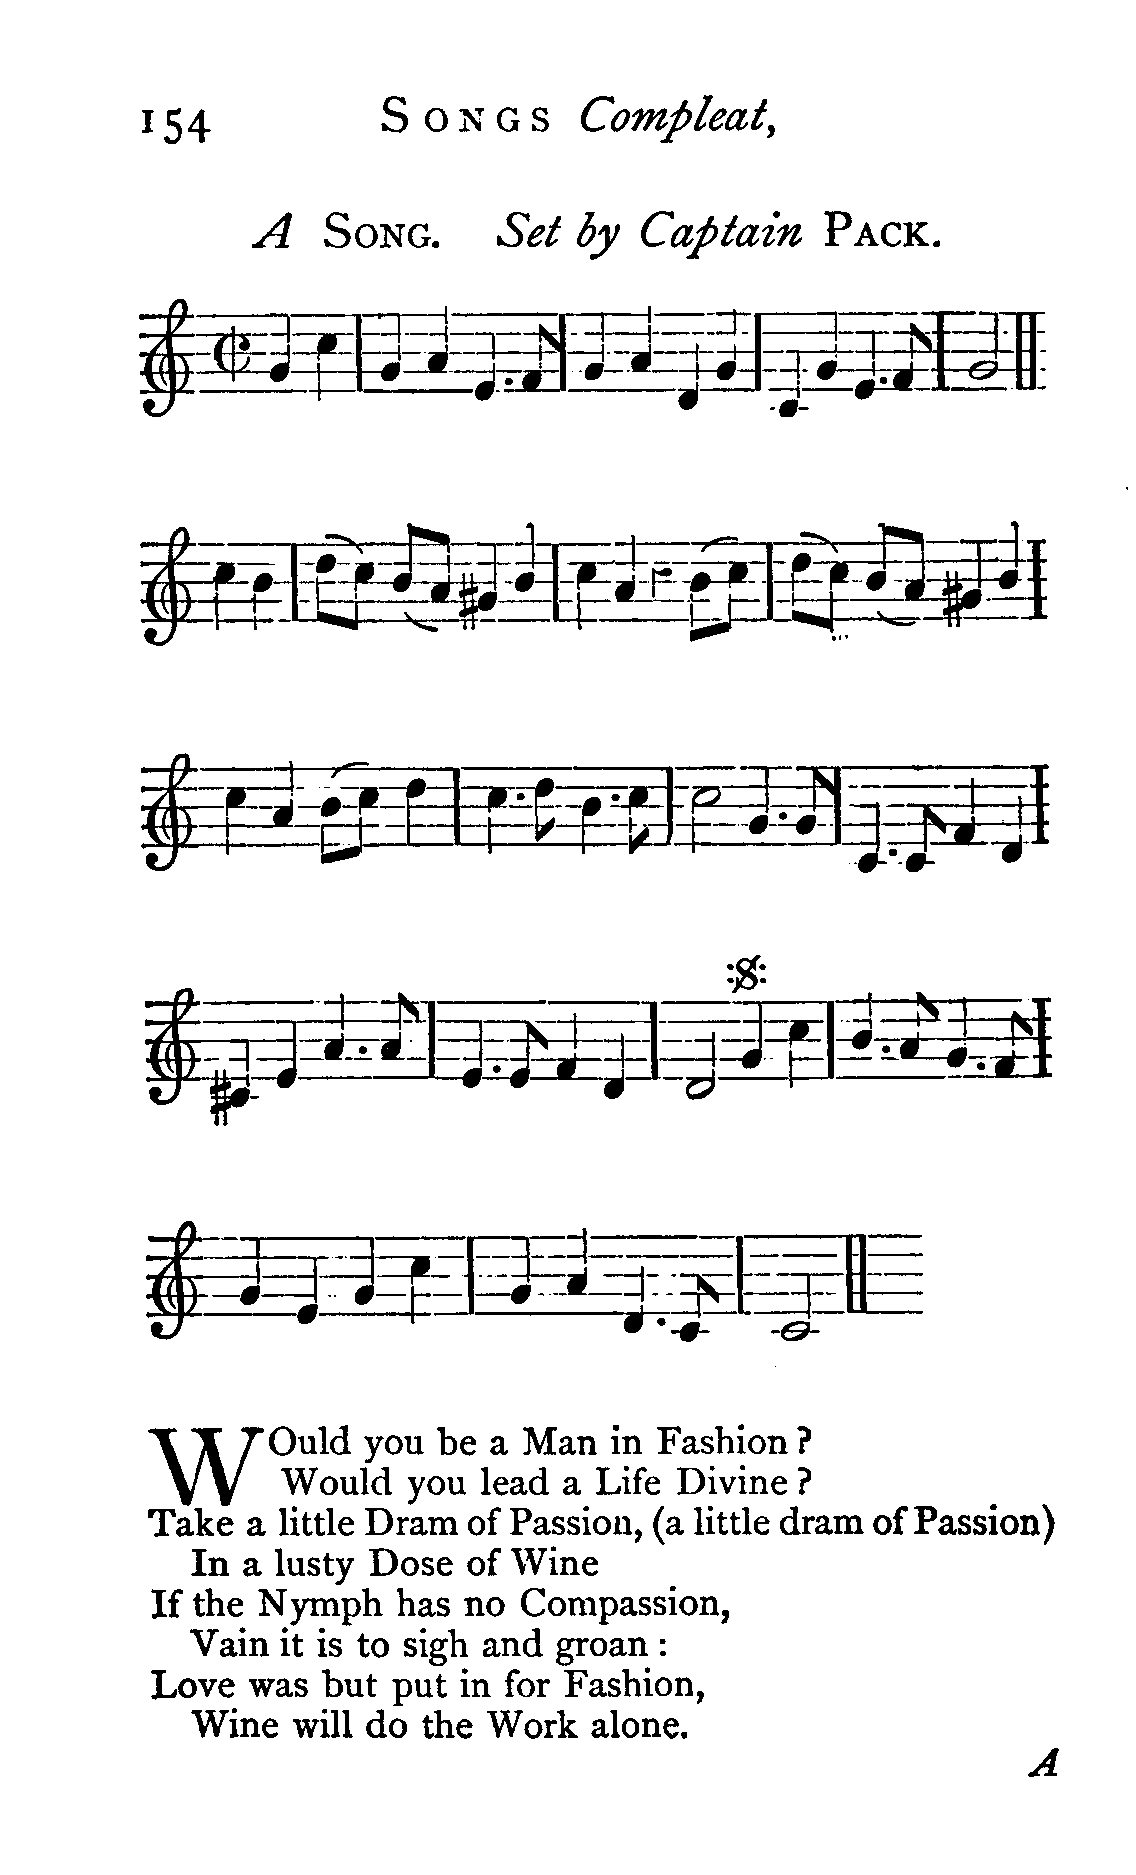 154 SONGS Compleat,
A SONG. Set by Captain PACK.
WOuld you be a Man in Fashion ?
Would you lead a Life Divine ?
Take a little Dram of Passion, (a little dram of Passion)
In a lusty Dose of Wine
If the Nymph has no Compassion,
Vain it is to sigh and groan :
Love was but put in for Fashion,
Wine will do the Work alone.
A